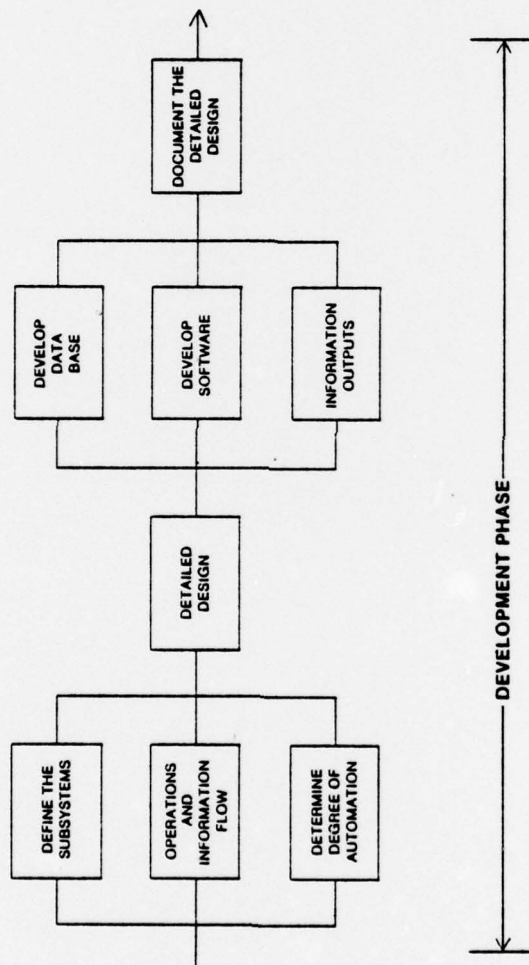 DEFINE THE
SUBSYSTEMS
OPERATIONS
AND
INFORMATION
FLOW
DETERMINE
DEGREE OF
AUTOMATION
DETAILED
DESIGN
DEVELOP
DATA
BASE
DEVELOP
SOFTWARE
INFORMATION
OUTPUTS
DOCUMENT THE
DETAILED
DESIGN
DEVELOPMENT PHASE